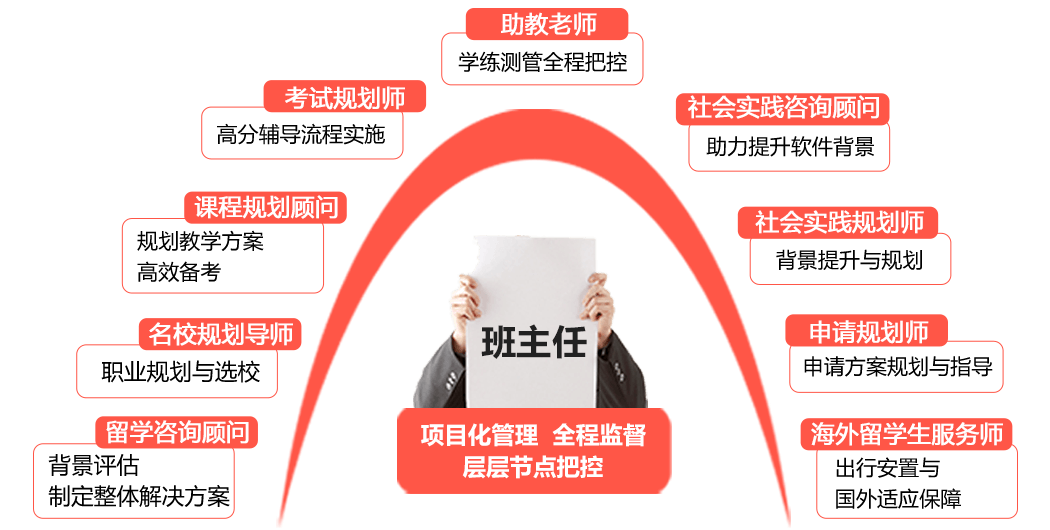 助教老师
学练测管全程把控
考试规划师
高分辅导流程实施
社会实践咨询顾问
助力提升软件背景
课程规划顾问
规划教学方案
高效备考
社会实践规划师
背景提升与规划
名校规划导师
职业规划与选校
申请规划师
申请方案规划与指导
留学咨询顾问
背景评估
制定整体解决方案
海外留学生服务师
出行安置与
国外适应保障
班主任
项目化管理 全程监督
层层节点把控